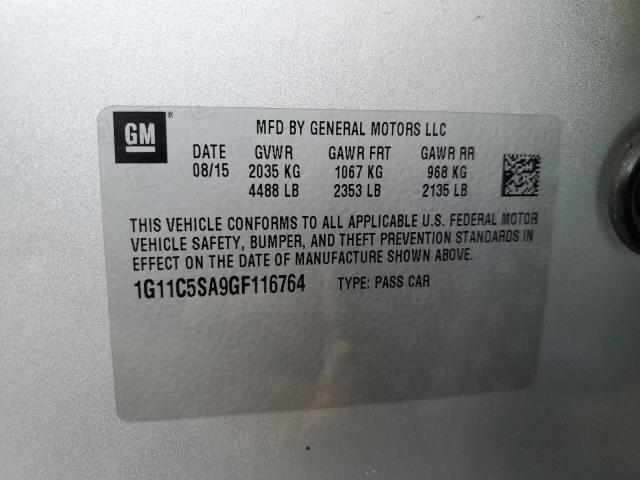 GM ® MFD BY GENERAL MOTORS LLC
DATE GVWR GAWR FRT GAWR RR
08/15 2035 KG 1067 KG 968 KG
4488 LB 2353 LB 2135 LB
THIS VEHICLE CONFORMS TO ALL APPLICABLE U.S. FEDERAL MOTOR
VEHICLE SAFETY, BUMPER, AND THEFT PREVENTION STANDARDS IN
EFFECT ON THE DATE OF MANUFACTURE SHOWN ABOVE.
1G11C5SA9GF116764 TYPE: PASS CAR